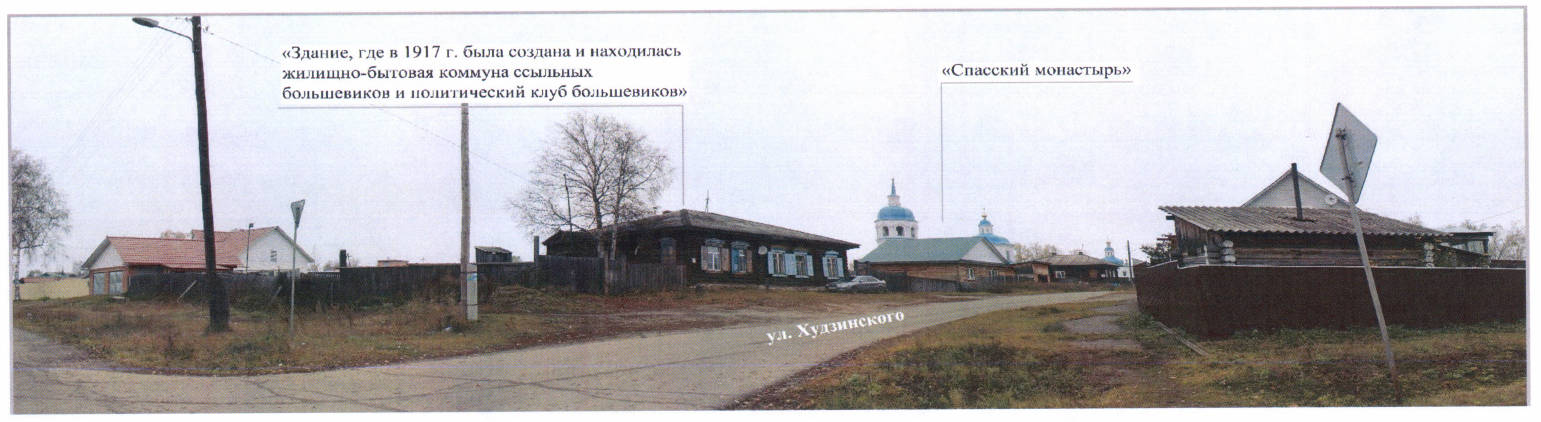 «Здание, где в 1917 г. была создана и находилась
жилищно-бытовая коммуна ссыльных
большевиков и политический клуб большевиков»
«Спасский монастырь»
ул. Худзинского